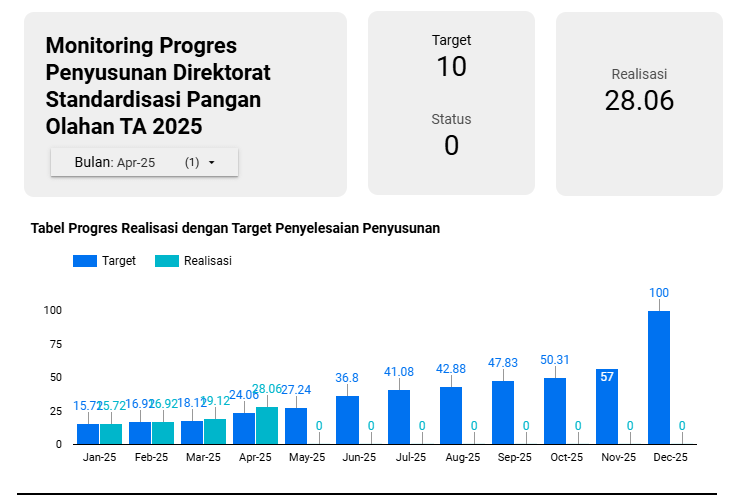 Monitoring Progres
Penyusunan Direktorat
Standardisasi Pangan
Olahan TA 2025
Bulan: Apr-25 (1)
Target
10
Status
0
Realisasi
28.06
Tabel Progres Realisasi dengan Target Penyelesaian Penyusunan
Target Realisasi
100
75
50
25
0
15.72 15.72 16.92 16.92 18.12 19.12 24.06 28.06 27.24 0 36.8 0 41.08 0 42.88 0 47.83 0 50.31 0 57 0 100 0
Jan-25 Feb-25 Mar-25 Apr-25 May-25 Jun-25 Jul-25 Aug-25 Sep-25 Oct-25 Nov-25 Dec-25